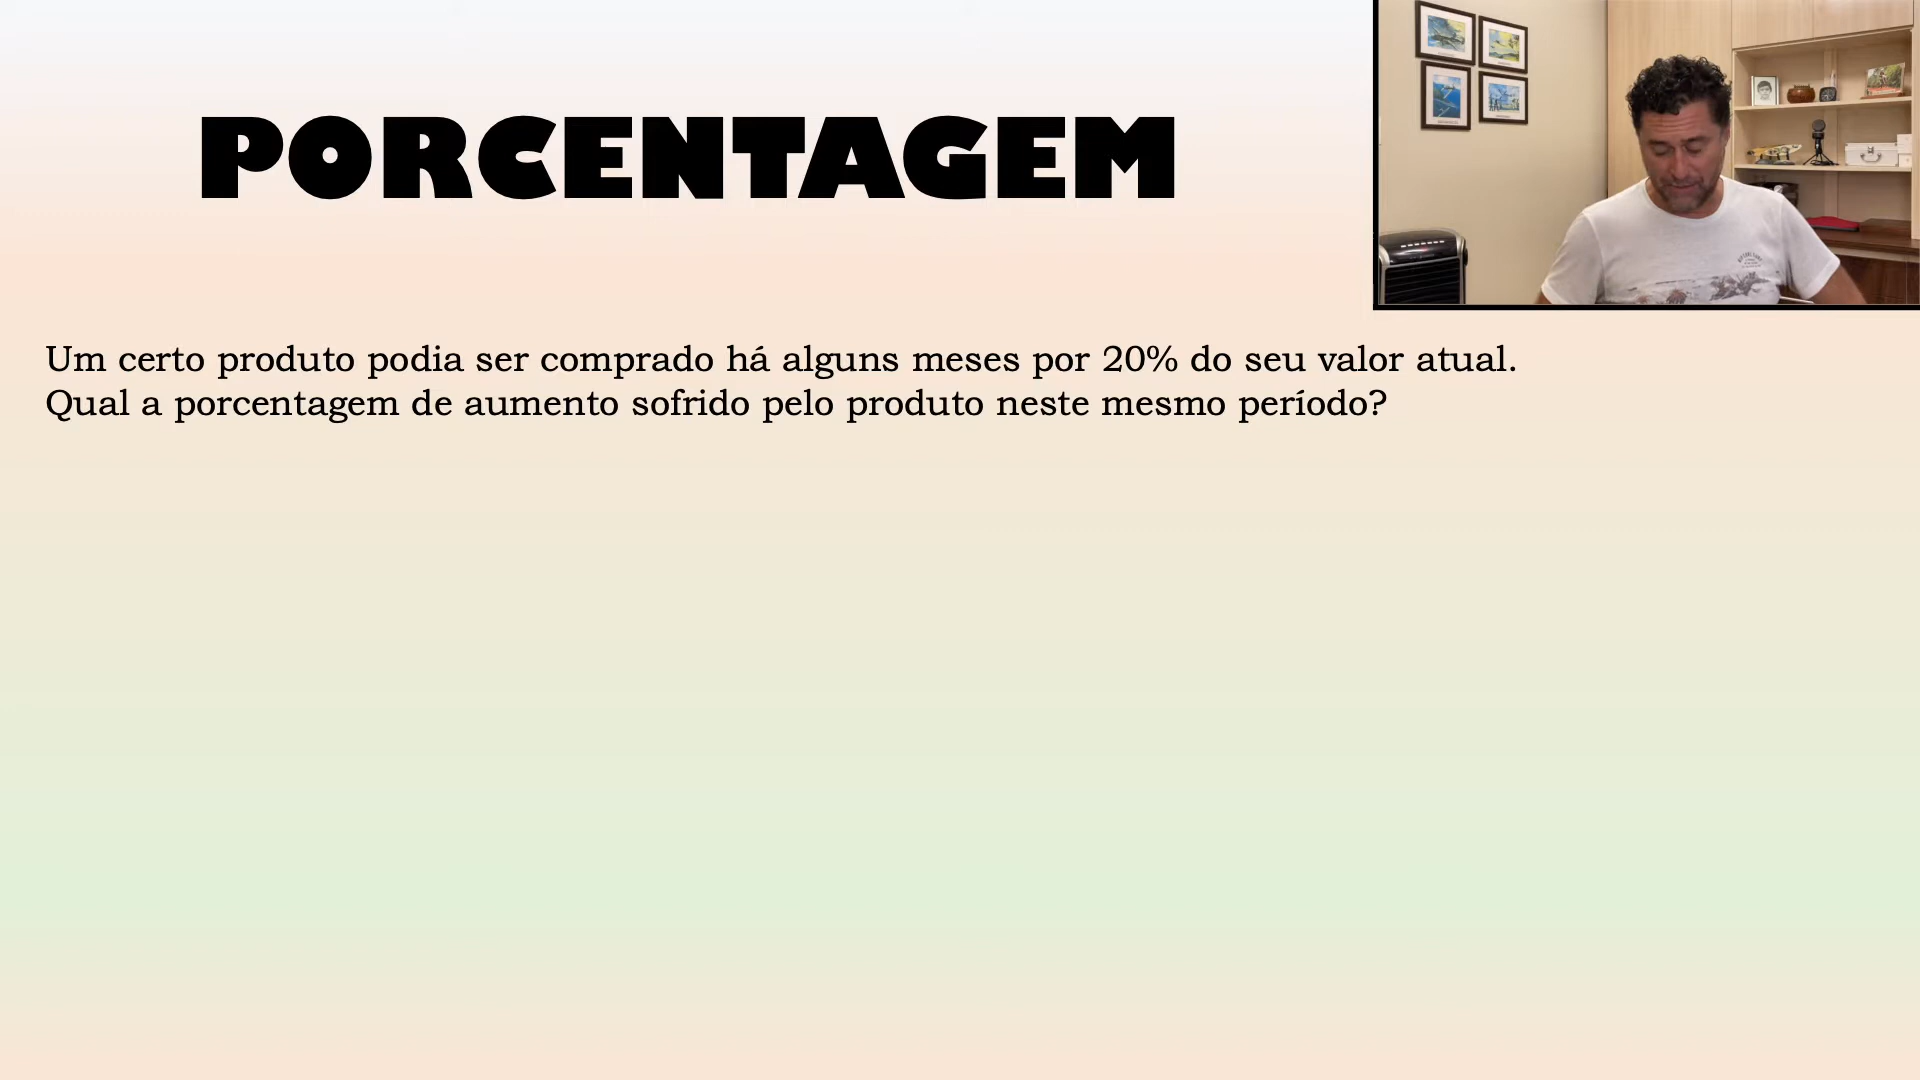 PORCENTAGEM
Um certo produto podia ser comprado há alguns meses por 20% do seu valor atual.
Qual a porcentagem de aumento sofrido pelo produto neste mesmo período?